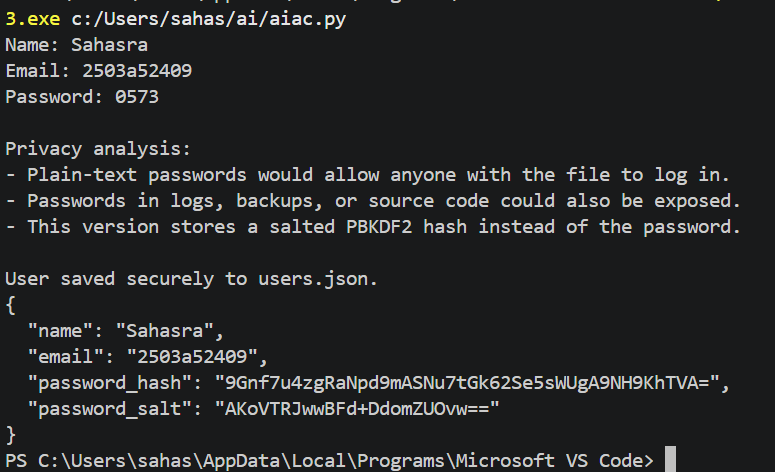 3.exe c:/Users/sahas/ai/aiac.py
Name: Sahasra
Email: 2503a52409
Password: 0573
Privacy analysis:
- Plain-text passwords would allow anyone with the file to log in.
- Passwords in logs, backups, or source code could also be exposed.
- This version stores a salted PBKDF2 hash instead of the password.
User saved securely to users.json.
{
"name": "Sahasra",
"email": "2503a52409",
"password_hash": "9Gnf7u4zgRaNpd9mASNu7tGk62Se5sWUgA9NH9KhTVA=",
"password_salt": "AKoVTRJwwBFd+DdomZUOvw=="
}
PS C:\Users\sahas\AppData\Local\Programs\Microsoft VS Code>